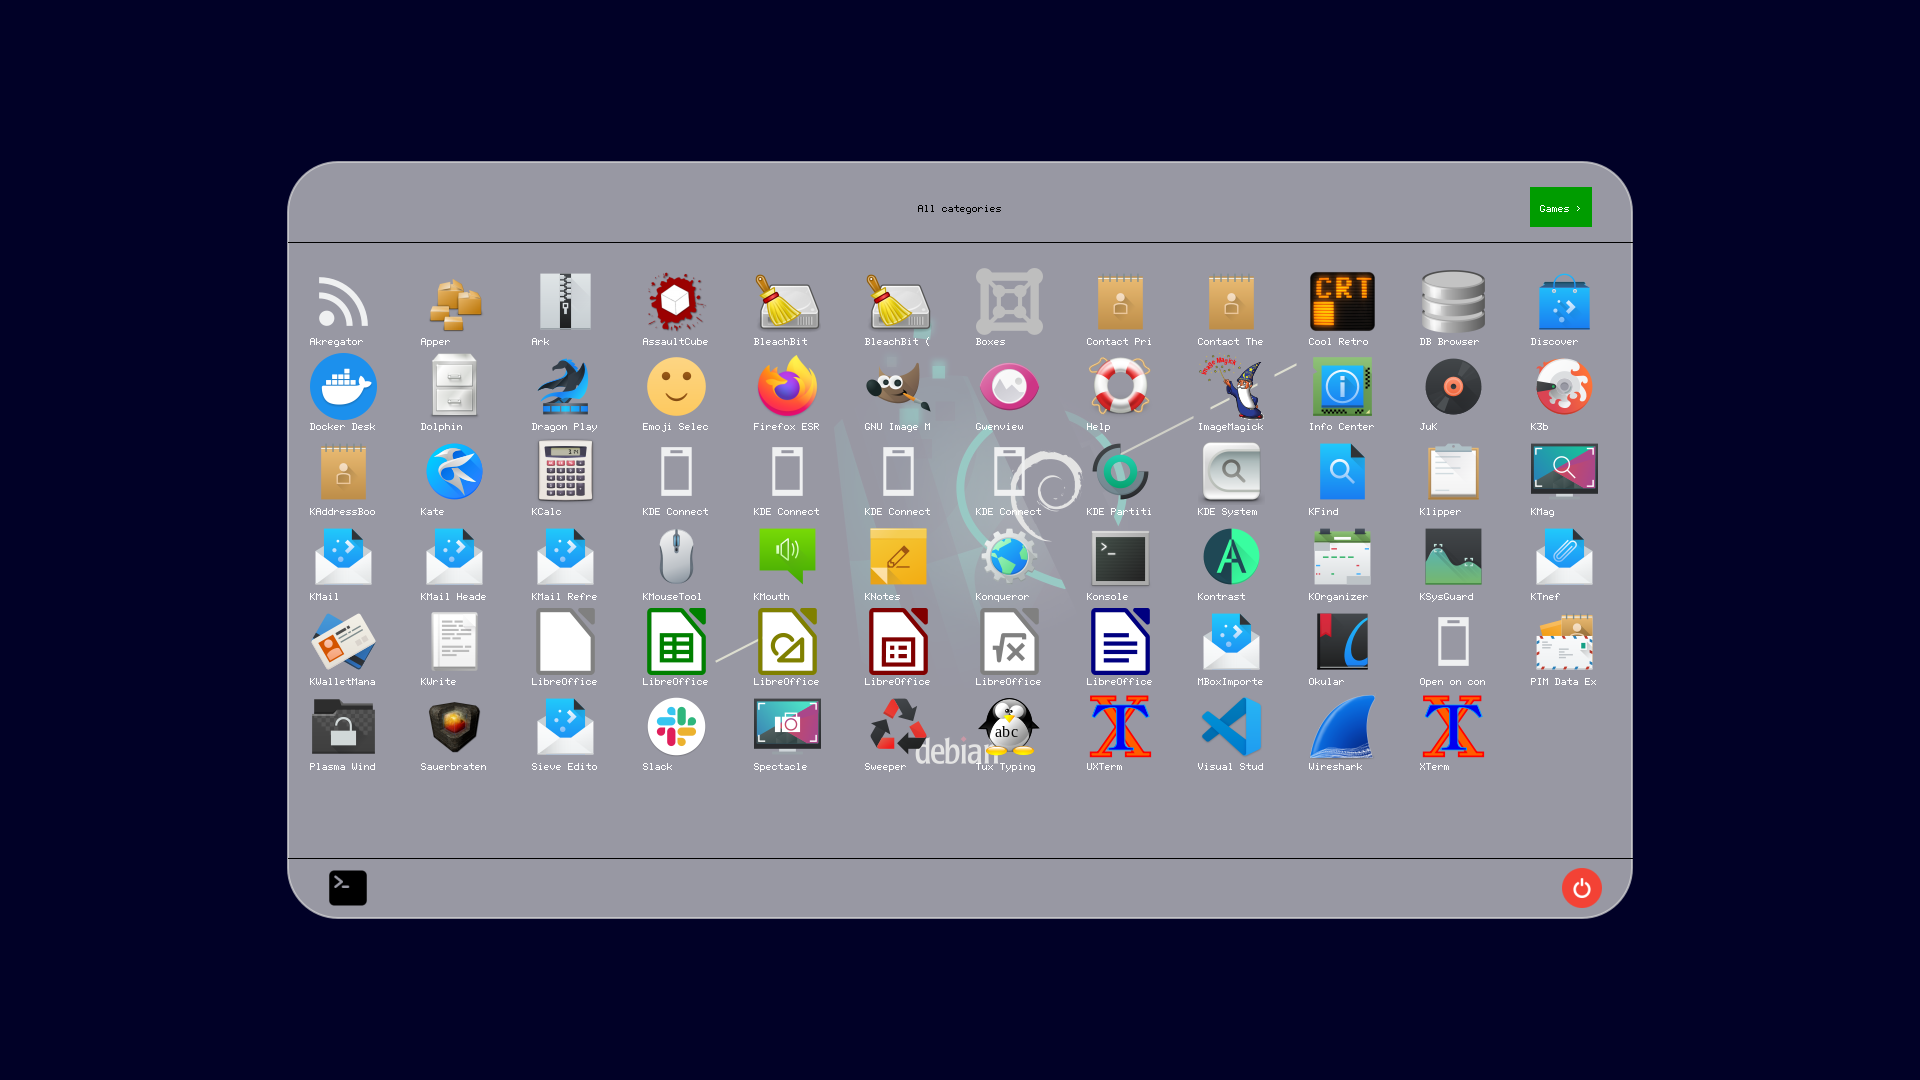 All categories
Games >
CRT
Akregator
Apper
Ark
AssaultCube
BleachBit
BleachBit (
Boxes
Contact Pri
Contact The
Cool Retro
DB Browser
Discover
Image Magick
Docker Desk
Dolphin
Dragon Play
Emoji Selec
Firefox ESR
GNU Image M
Gwenview
Help
ImageMagick
Info Center
JuK
K3b
KAddressBoo
Kate
KCalc
KDE Connect
KDE Connect
KDE Connect
KDE Connect
KDE Partiti
KDE System
KFind
Klipper
KMag
KMail
KMail Heade
KMail Refre
KMouseTool
KMouth
KNotes
Konqueror
Konsole
Kontrast
KOrganizer
KSysGuard
KTnef
KWalletMana
KWrite
LibreOffice
LibreOffice
LibreOffice
LibreOffice
LibreOffice
LibreOffice
MBoxImporte
Okular
Open on con
PIM Data Ex
abc
debian
Plasma Wind
Sauerbraten
Sieve Edito
Slack
Spectacle
Sweeper
Tux Typing
UXTerm
Visual Stud
Wireshark
XTerm